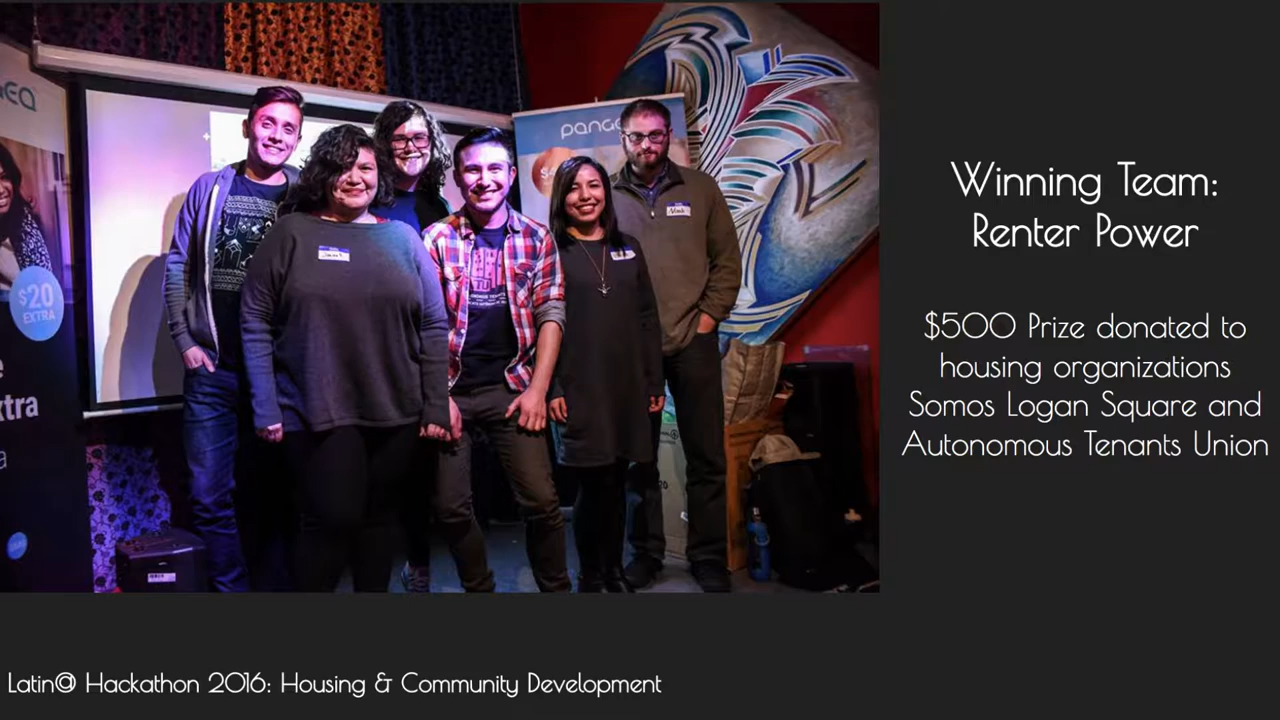 Winning Team:
Renter Power
$500 Prize donated to
housing organizations
Somos Logan Square and
Autonomous Tenants Union
$20
EXTRA
xtra
TU
Latin@ Hackathon 2016: Housing & Community Development